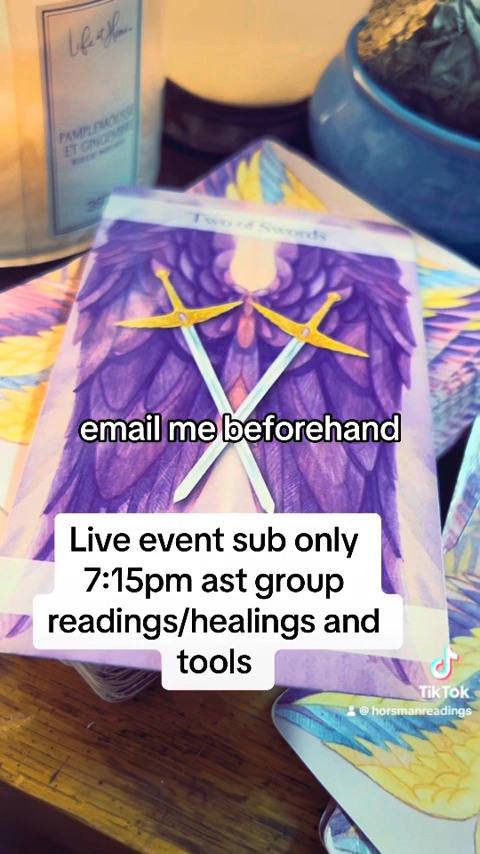 Life at Home
PAMPLEMOUSSE
ET GINGEMBRE
Two of Swords
email me beforehand
Live event sub only
7:15pm ast group
readings/healings and
tools
TikTok
@horsmanreadings